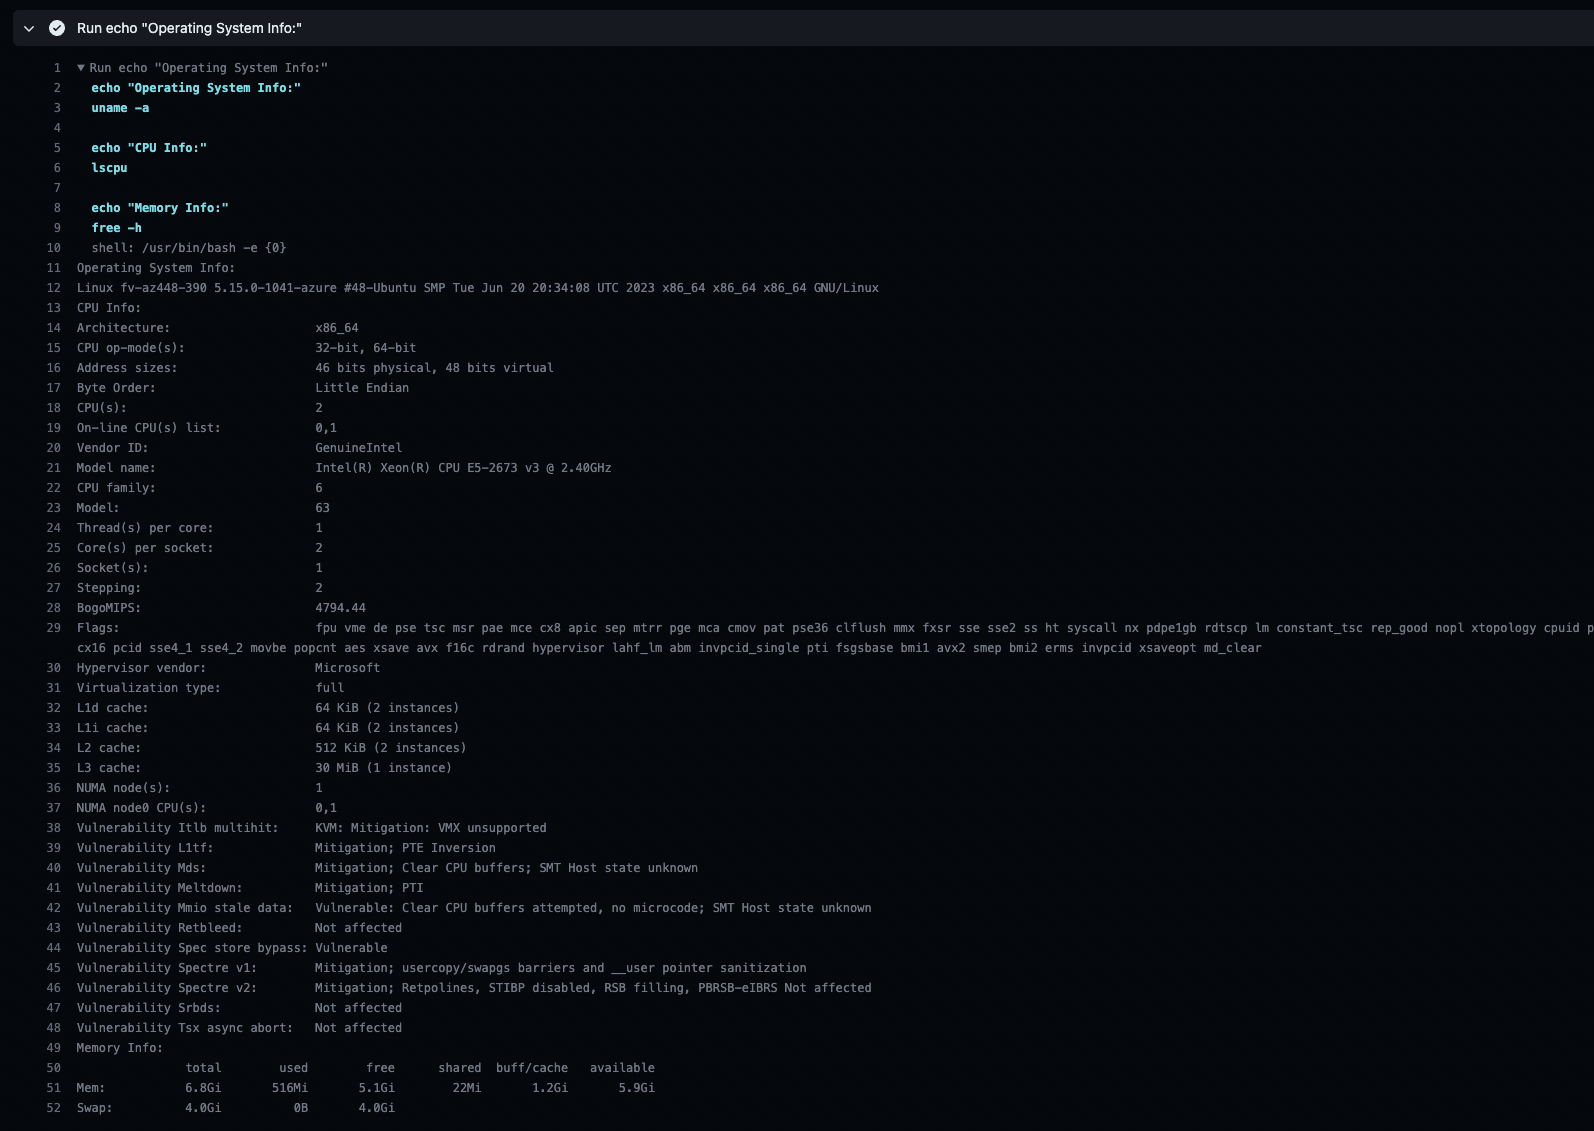 Run echo "Operating System Info:"
1 ▼ Run echo "Operating System Info:"
2 echo "Operating System Info:"
3 uname -a
4
5 echo "CPU Info:"
6 lscpu
7
8 echo "Memory Info:"
9 free -h
10 shell: /usr/bin/bash -e {0}
11 Operating System Info:
12 Linux fv-az448-390 5.15.0-1041-azure #48-Ubuntu SMP Tue Jun 20 20:34:08 UTC 2023 x86_64 x86_64 x86_64 GNU/Linux
13 CPU Info:
14 Architecture: x86_64
15 CPU op-mode(s): 32-bit, 64-bit
16 Address sizes: 46 bits physical, 48 bits virtual
17 Byte Order: Little Endian
18 CPU(s): 2
19 On-line CPU(s) list: 0,1
20 Vendor ID: GenuineIntel
21 Model name: Intel(R) Xeon(R) CPU E5-2673 v3 @ 2.40GHz
22 CPU family: 6
23 Model: 63
24 Thread(s) per core: 1
25 Core(s) per socket: 2
26 Socket(s): 1
27 Stepping: 2
28 BogoMIPS: 4794.44
29 Flags: fpu vme de pse tsc msr pae mce cx8 apic sep mtrr pge mca cmov pat pse36 clflush mmx fxsr sse sse2 ss ht syscall nx pdpe1gb rdtscp lm constant_tsc rep_good nopl xtopology cpuid p
cx16 pcid sse4_1 sse4_2 movbe popcnt aes xsave avx f16c rdrand hypervisor lahf_lm abm invpcid_single pti fsgsbase bmi1 avx2 smep bmi2 erms invpcid xsaveopt md_clear
30 Hypervisor vendor: Microsoft
31 Virtualization type: full
32 L1d cache: 64 KiB (2 instances)
33 L1i cache: 64 KiB (2 instances)
34 L2 cache: 512 KiB (2 instances)
35 L3 cache: 30 MiB (1 instance)
36 NUMA node(s): 1
37 NUMA node0 CPU(s): 0,1
38 Vulnerability Itlb multihit: KVM: Mitigation: VMX unsupported
39 Vulnerability L1tf: Mitigation; PTE Inversion
40 Vulnerability Mds: Mitigation; Clear CPU buffers; SMT Host state unknown
41 Vulnerability Meltdown: Mitigation; PTI
42 Vulnerability Mmio stale data: Vulnerable: Clear CPU buffers attempted, no microcode; SMT Host state unknown
43 Vulnerability Retbleed: Not affected
44 Vulnerability Spec store bypass: Vulnerable
45 Vulnerability Spectre v1: Mitigation; usercopy/swapgs barriers and __user pointer sanitization
46 Vulnerability Spectre v2: Mitigation; Retpolines, STIBP disabled, RSB filling, PBRSB-eIBRS Not affected
47 Vulnerability Srbds: Not affected
48 Vulnerability Tsx async abort: Not affected
49 Memory Info:
50 total used free shared buff/cache available
51 Mem: 6.8Gi 516Mi 5.1Gi 22Mi 1.2Gi 5.9Gi
52 Swap: 4.0Gi 0B 4.0Gi